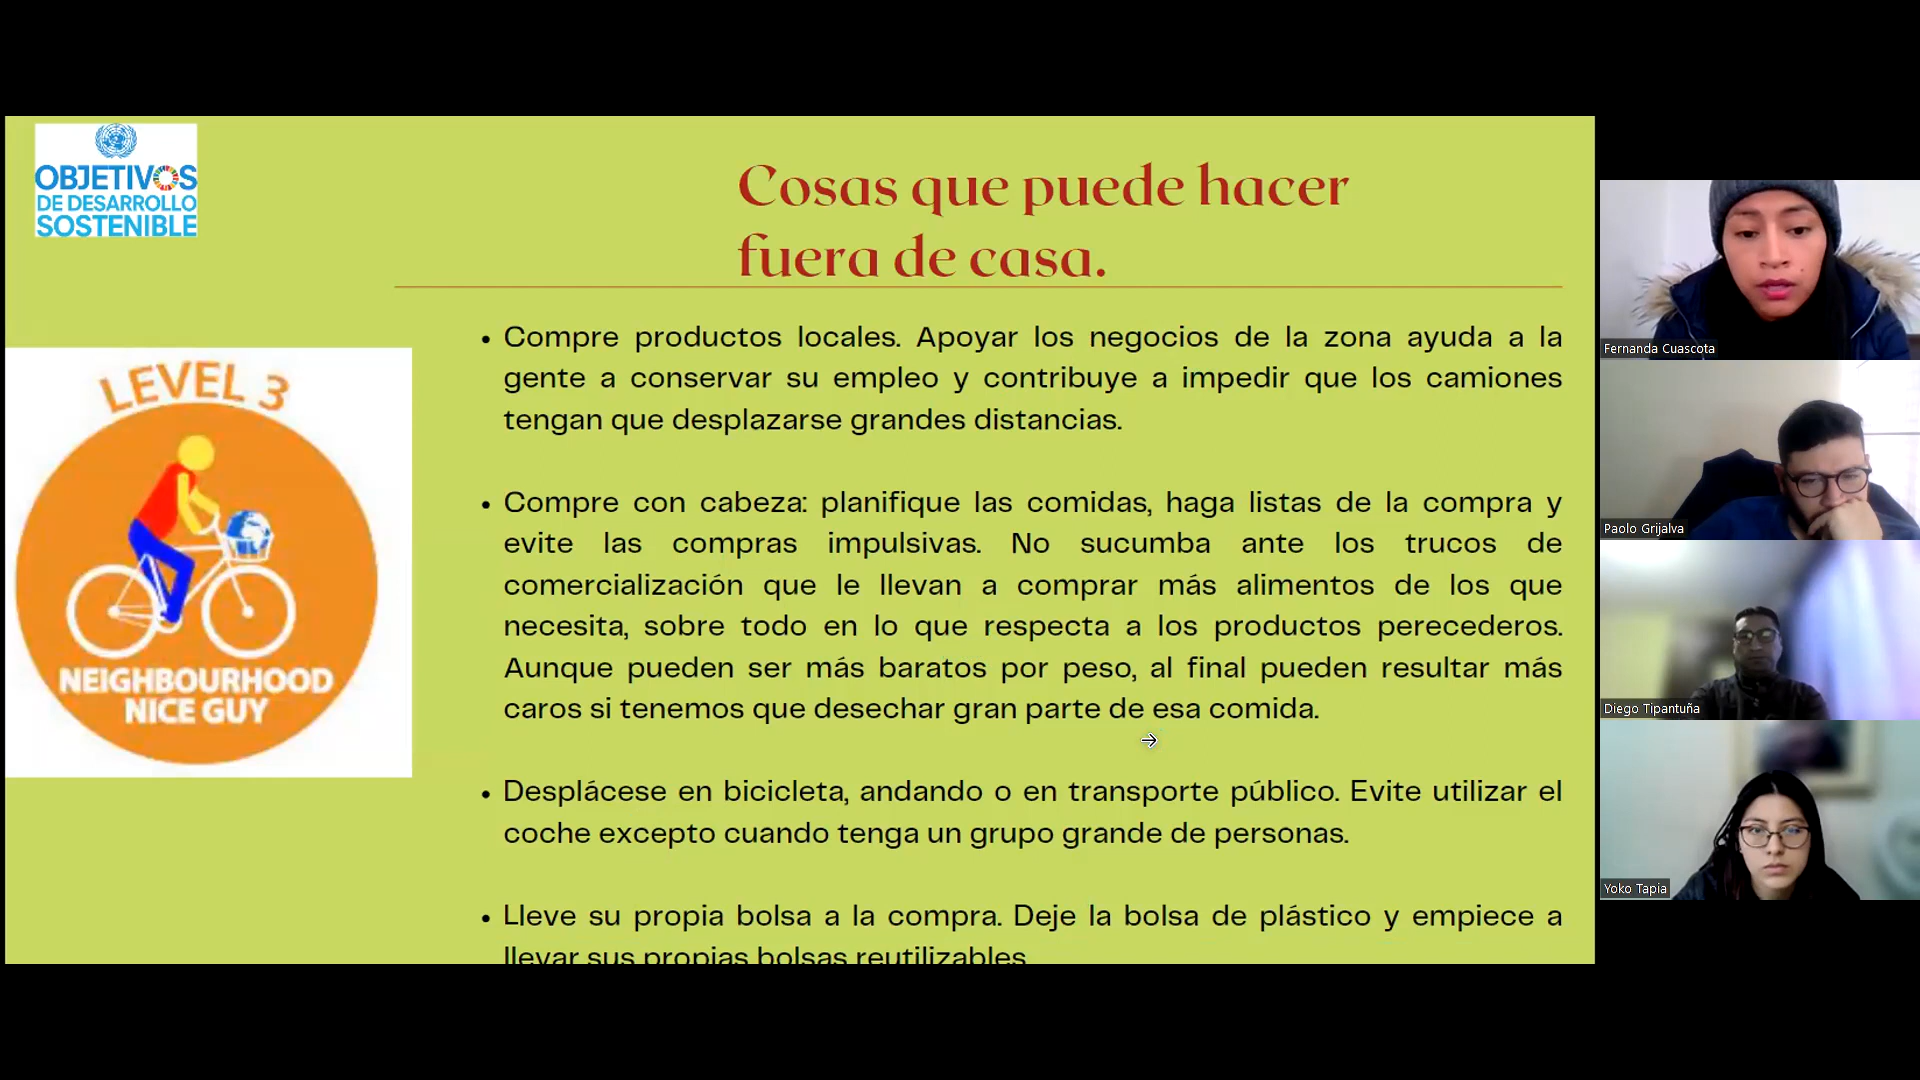 OBJETIVOS
DE DESARROLLO
SOSTENIBLE
Cosas que puede hacer
fuera de casa.
LEVEL 3
NEIGHBOURHOOD
NICE GUY
• Compre productos locales. Apoyar los negocios de la zona ayuda a la
gente a conservar su empleo y contribuye a impedir que los camiones
tengan que desplazarse grandes distancias.
• Compre con cabeza: planifique las comidas, haga listas de la compra y
evite las compras impulsivas. No sucumba ante los trucos de
comercialización que le llevan a comprar más alimentos de los que
necesita, sobre todo en lo que respecta a los productos perecederos.
Aunque pueden ser más baratos por peso, al final pueden resultar más
caros si tenemos que desechar gran parte de esa comida.
• Desplácese en bicicleta, andando o en transporte público. Evite utilizar el
coche excepto cuando tenga un grupo grande de personas.
• Lleve su propia bolsa a la compra. Deje la bolsa de plástico y empiece a
llevar sus propias bolsas reutilizables.
Fernanda Cuascota
Paolo Grijalva
Diego Tipantuña
Yoko Tapia